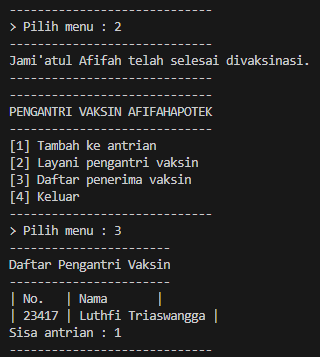 -----------------------------
> Pilih menu : 2
-----------------------------
Jami'atul Afifah telah selesai divaksinasi.
-----------------------------
-----------------------------
PENGANTRI VAKSIN AFIFAHAPOTEK
-----------------------------
[1] Tambah ke antrian
[2] Layani pengantri vaksin
[3] Daftar penerima vaksin
[4] Keluar
-----------------------------
> Pilih menu : 3
-----------------------
Daftar Pengantri Vaksin
-----------------------
| No.   | Nama       |
| 23417 | Luthfi Triaswangga |
Sisa antrian : 1
-----------------------------